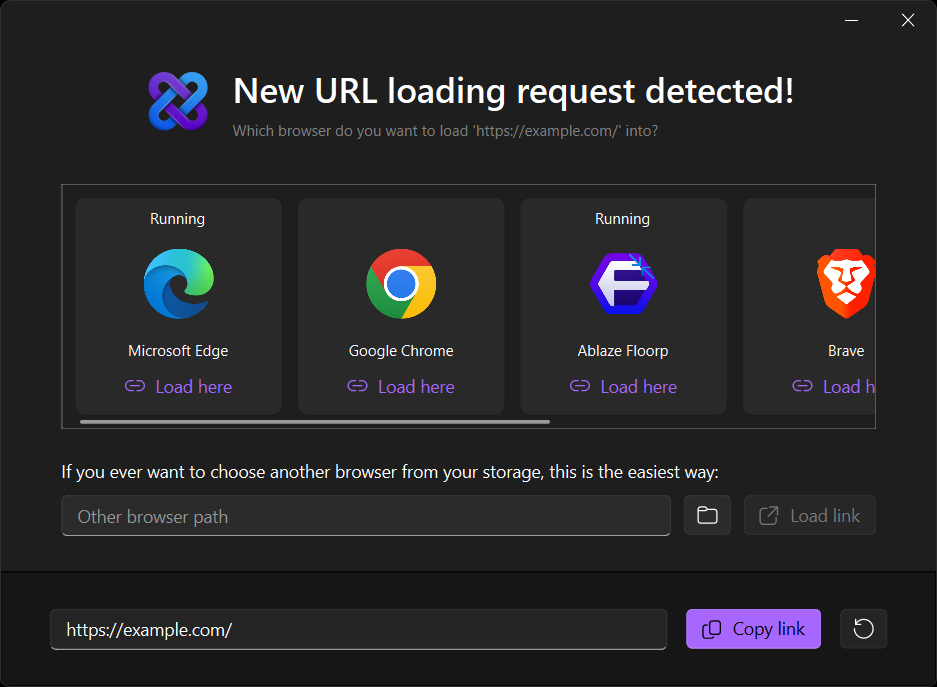 New URL loading request detected!
Which browser do you want to load 'https://example.com/' into?
Running
Running
Microsoft Edge
Google Chrome
Ablaze Floorp
Brave
Load here
Load here
Load here
Load h
If you ever want to choose another browser from your storage, this is the easiest way:
Other browser path
Load link
https://example.com/
Copy link